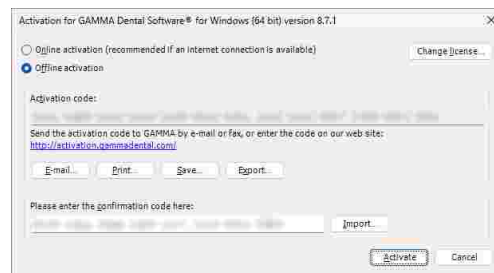 Activation for GAMMA Dental Software® for Windows (64 bit) version 8.7.1
Online activation (recommended if an internet connection is available)
Change license...
Offline activation
Activation code:
Send the activation code to GAMMA by e-mail or fax, or enter the code on our web site:
http://activation.gammadental.com/
E-mail... Print... Save... Export...
Please enter the confirmation code here:
Import...
Activate Cancel